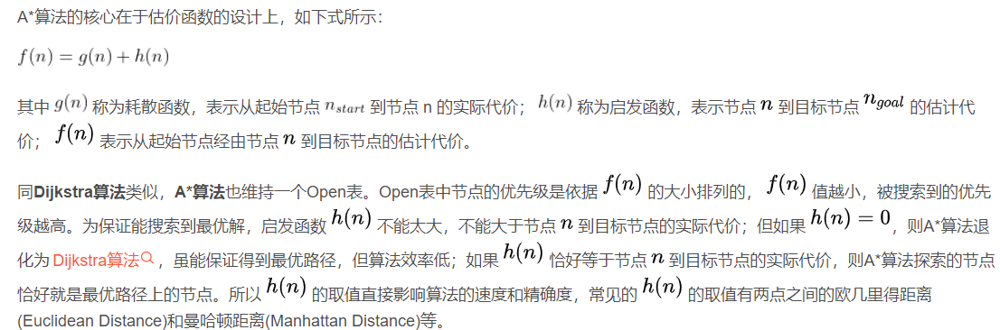 A*算法的核心在于估价函数的设计上，如下式所示：
f(n) = g(n) + h(n)
其中 g(n) 称为耗散函数，表示从起始节点 n_start 到节点 n 的实际代价； h(n) 称为启发函数，表示节点 n 到目标节点 n_goal 的估计代
价； f(n) 表示从起始节点经由节点 n 到目标节点的估计代价。
同Dijkstra算法类似，A*算法也维持一个Open表。Open表中节点的优先级是依据 f(n) 的大小排列的， f(n) 值越小，被搜索到的优先
级越高。为保证能搜索到最优解，启发函数 h(n) 不能太大，不能大于节点 n 到目标节点的实际代价；但如果 h(n) = 0，则A*算法退
化为 Dijkstra算法 ，虽能保证得到最优路径，但算法效率低；如果 h(n) 恰好等于节点 n 到目标节点的实际代价，则A*算法探索的节点
恰好就是最优路径上的节点。所以 h(n) 的取值直接影响算法的速度和精确度，常见的 h(n) 的取值有两点之间的欧几里得距离
(Euclidean Distance)和曼哈顿距离(Manhattan Distance)等。